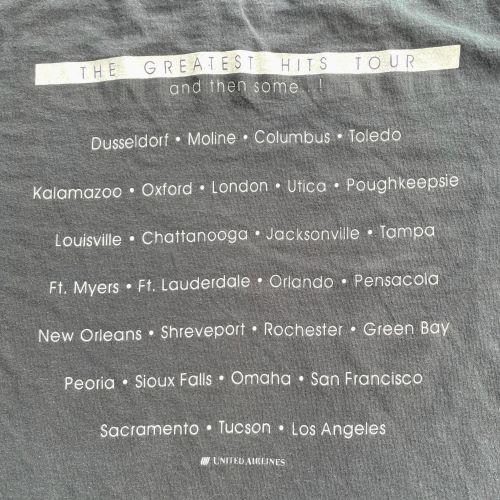 THE GREATEST HITS TOUR
and then some...!
Dusseldorf • Moline • Columbus • Toledo
Kalamazoo • Oxford • London • Utica • Poughkeepsie
Louisville • Chattanooga • Jacksonville • Tampa
Ft. Myers • Ft. Lauderdale • Orlando • Pensacola
New Orleans • Shreveport • Rochester • Green Bay
Peoria • Sioux Falls • Omaha • San Francisco
Sacramento • Tucson • Los Angeles
UNITED AIRLINES